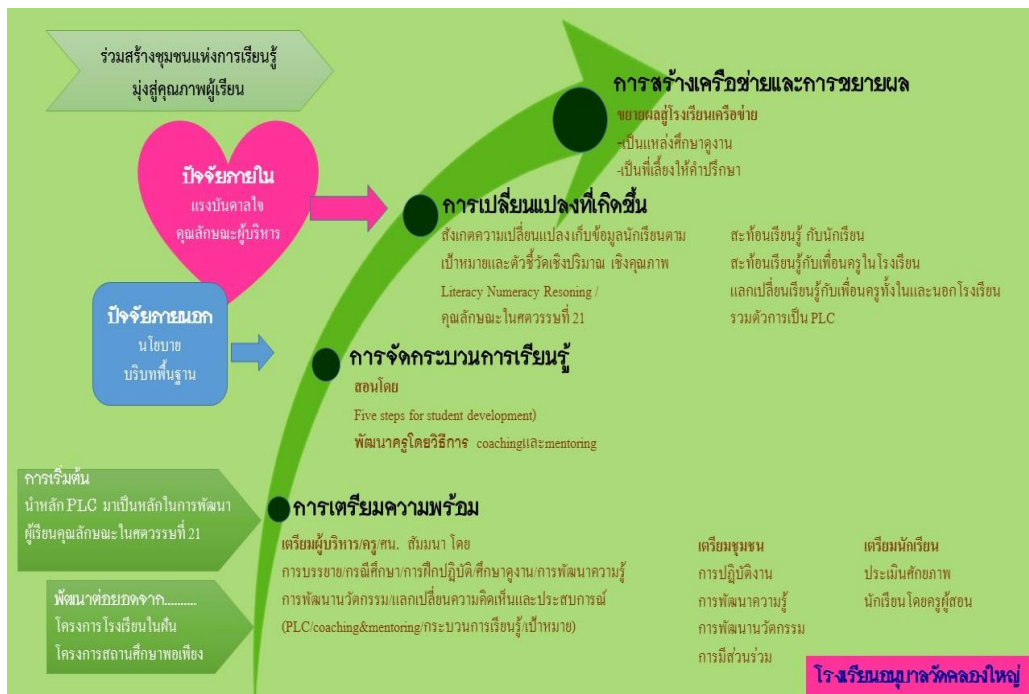 ร่วมสร้างชุมชนแห่งการเรียนรู้
มุ่งสู่คุณภาพผู้เรียน
การสร้างเครือข่ายและการขยายผล
ขยายผลสู่โรงเรียนเครือข่าย
-เป็นแหล่งศึกษาดูงาน
-เป็นพี่เลี้ยงให้คำปรึกษา
ปัจจัยภายใน
แรงบันดาลใจ
คุณลักษณะผู้บริหาร
การเปลี่ยนแปลงที่เกิดขึ้น
สังเกตความเปลี่ยนแปลงเก็บข้อมูลนักเรียนตาม
เป้าหมายและตัวชี้วัดเชิงปริมาณ เชิงคุณภาพ
Literacy Numeracy Resoning /
คุณลักษณะในศตวรรษที่ 21
สะท้อนเรียนรู้ กับนักเรียน
สะท้อนเรียนรู้กับเพื่อนครูในโรงเรียน
แลกเปลี่ยนเรียนรู้กับเพื่อนครูทั้งในและนอกโรงเรียน
รวมตัวการเป็น PLC
ปัจจัยภายนอก
นโยบาย
บริบทพื้นฐาน
การจัดกระบวนการเรียนรู้
สอนโดย
Five steps for student development)
พัฒนาครูโดยวิธีการ coachingและmentoring
การเริ่มต้น
นำหลัก PLC มาเป็นหลักในการพัฒนา
ผู้เรียนคุณลักษณะในศตวรรษที่ 21
การเตรียมความพร้อม
เตรียมผู้บริหาร/ครู/ศน. สัมมนา โดย
การบรรยาย/กรณีศึกษา/การฝึกปฏิบัติ/ศึกษาดูงาน/การพัฒนาความรู้
การพัฒนานวัตกรรม/แลกเปลี่ยนความคิดเห็นและประสบการณ์
(PLC/coaching&mentoring/กระบวนการเรียนรู้/เป้าหมาย)
เตรียมชุมชน
การปฏิบัติงาน
การพัฒนาความรู้
การพัฒนานวัตกรรม
การมีส่วนร่วม
เตรียมนักเรียน
ประเมินศักยภาพ
นักเรียนโดยครูผู้สอน
พัฒนาต่อยอดจาก..........
โครงการโรงเรียนในฝัน
โครงการสถานศึกษาพอเพียง
โรงเรียนอนุบาลวัดคลองใหญ่